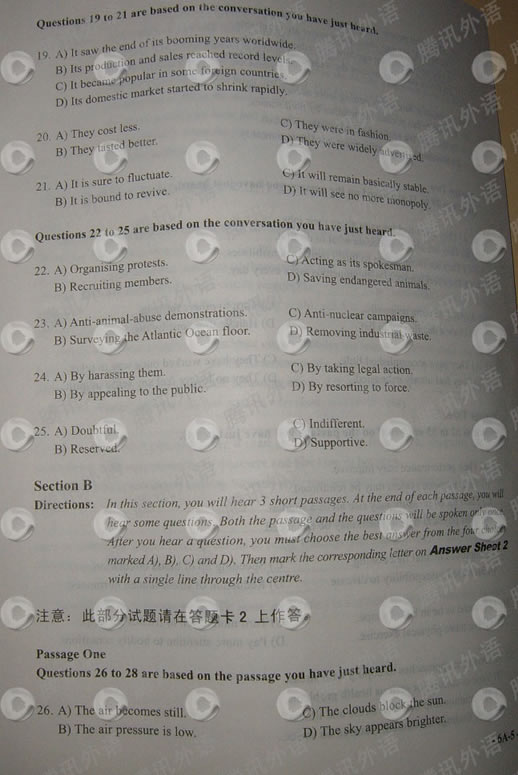 Questions 19 to 21 are based on the conversation you have just heard.
19. A) It saw the end of its booming years worldwide.
B) Its production and sales reached record levels.
C) It became popular in some foreign countries.
D) Its domestic market started to shrink rapidly.
20. A) They cost less. C) They were in fashion.
B) They tasted better. D) They were widely advertised.
21. A) It is sure to fluctuate. C) It will remain basically stable.
B) It is bound to revive. D) It will see no more monopoly.
Questions 22 to 25 are based on the conversation you have just heard.
22. A) Organising protests. C) Acting as its spokesman.
B) Recruiting members. D) Saving endangered animals.
23. A) Anti-animal-abuse demonstrations. C) Anti-nuclear campaigns.
B) Surveying the Atlantic Ocean floor. D) Removing industrial waste.
24. A) By harassing them. C) By taking legal action.
B) By appealing to the public. D) By resorting to force.
25. A) Doubtful. C) Indifferent.
B) Reserved. D) Supportive.
Section B
Directions: In this section, you will hear 3 short passages. At the end of each passage, you will
hear some questions. Both the passage and the questions will be spoken only once.
After you hear a question, you must choose the best answer from the four choices
marked A), B), C) and D). Then mark the corresponding letter on Answer Sheet 2
with a single line through the centre.
注意：此部分试题请在答题卡 2 上作答。
Passage One
Questions 26 to 28 are based on the passage you have just heard.
26. A) The air becomes still. C) The clouds block the sun.
B) The air pressure is low. D) The sky appears brighter.
- 6A-5
腾讯外语